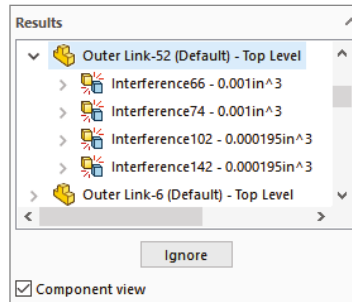 Results
Outer Link-52 (Default) - Top Level
Interference66 - 0.001in^3
Interference74 - 0.001in^3
Interference102 - 0.000195in^3
Interference142 - 0.000195in^3
Outer Link-6 (Default) - Top Level
Ignore
Component view